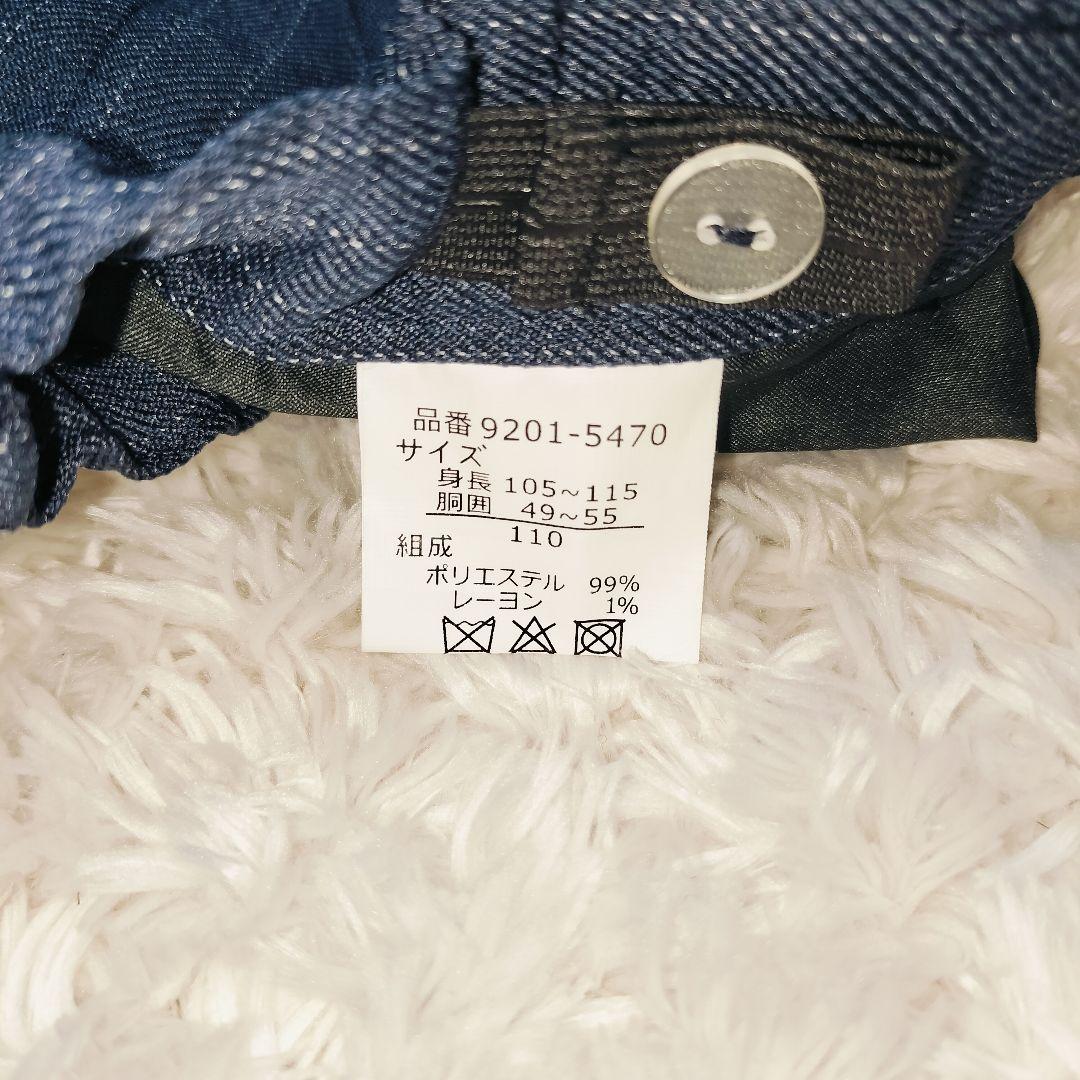 品番 9201-5470
サイズ
身長 105~115
胴囲 49~55
110
組成
ポリエステル 99%
レーヨン 1%